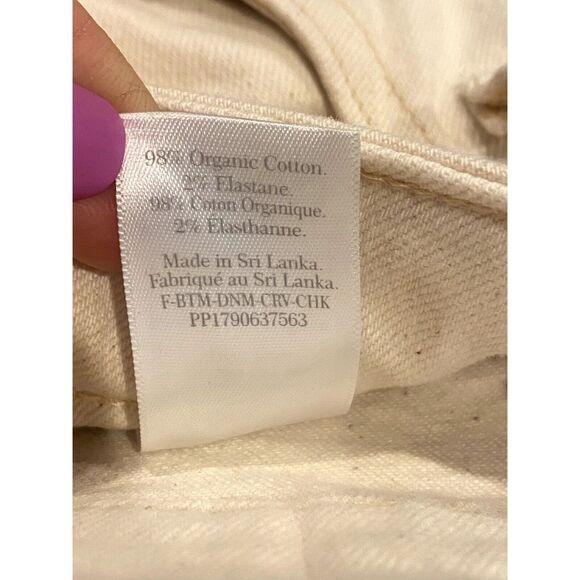 98% Organic Cotton.
2% Elastane.
98% Coton Organique.
2% Élasthanne.
Made in Sri Lanka.
Fabriqué au Sri Lanka.
F-BTM-DNM-CRV-CHK
PP1790637563